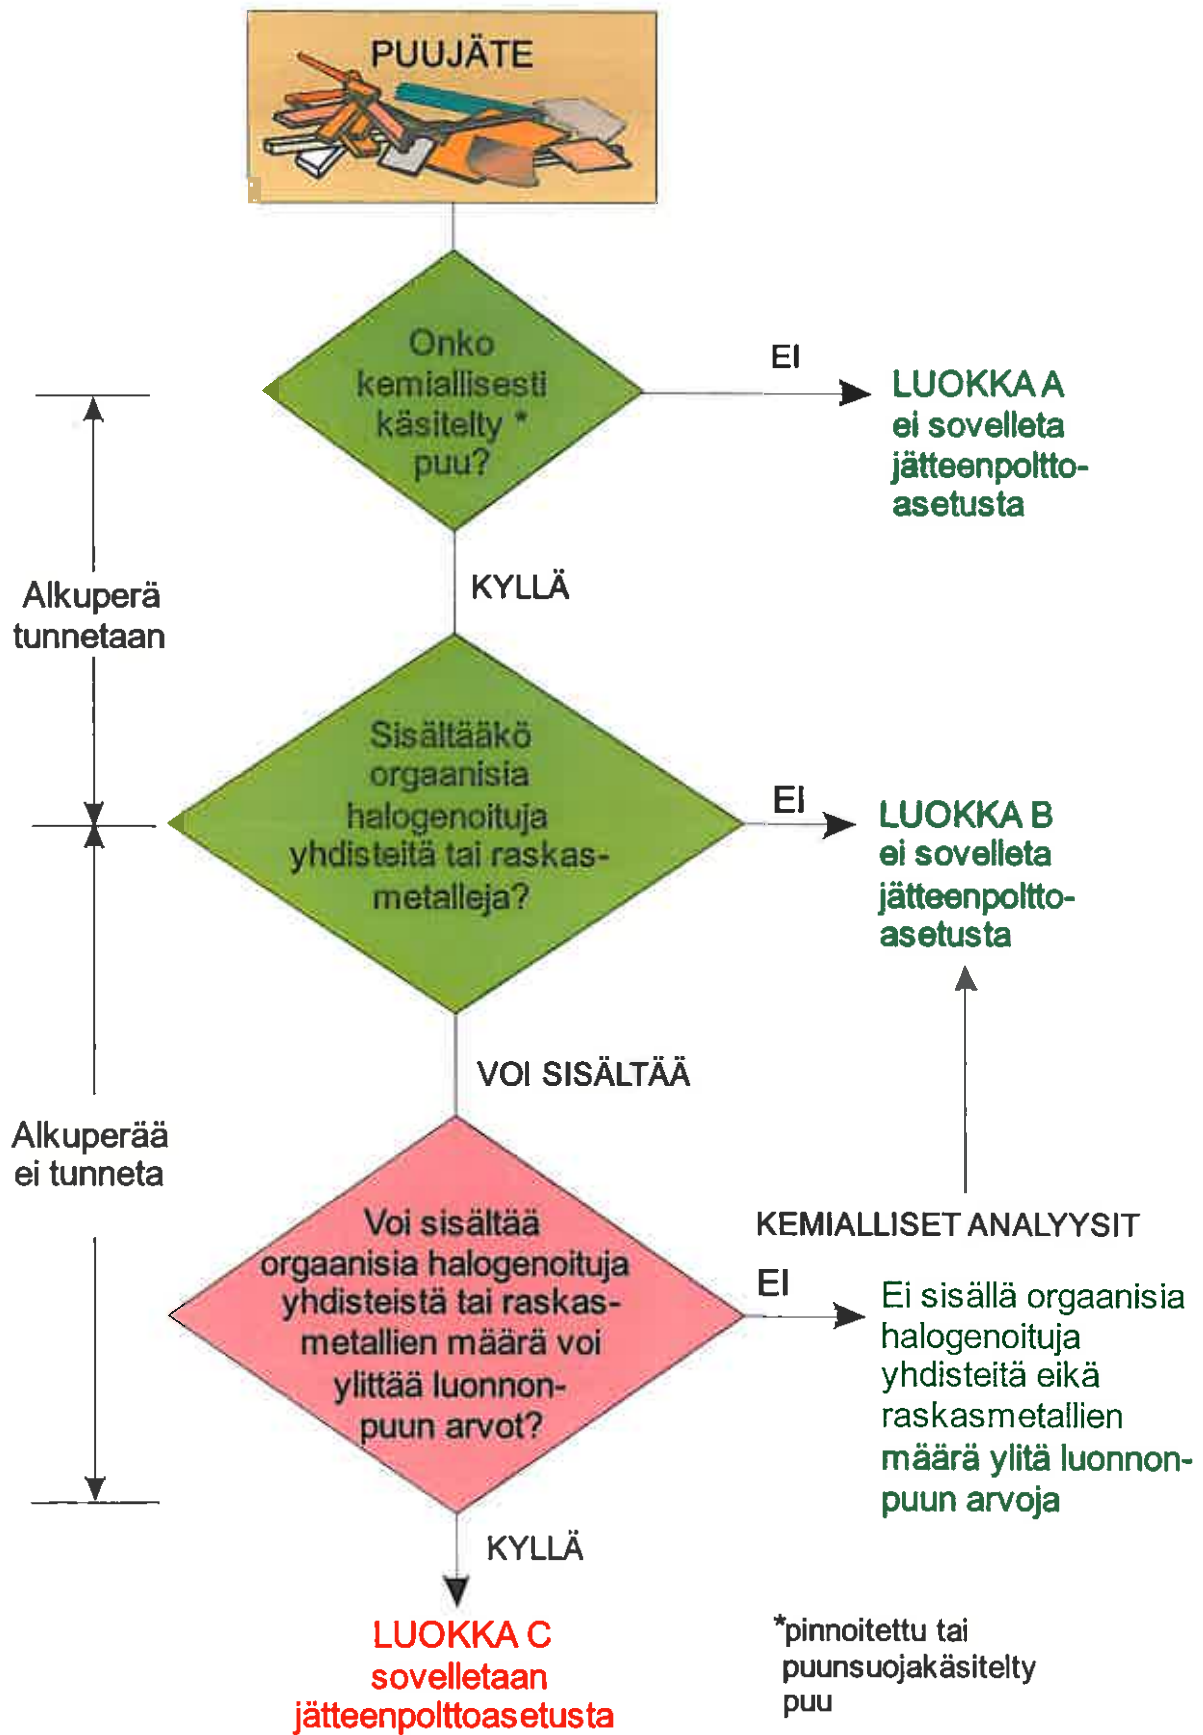 PUUJÄTE
Onko
kemiallisesti
käsitelty *
puu?
EI
LUOKKA A
ei sovelleta
jätteenpoltto-
asetusta
Alkuperä
tunnetaan
KYLLÄ
Sisältääkö
orgaanisia
halogenoituja
yhdisteitä tai raskas-
metalleja?
EI
LUOKKA B
ei sovelleta
jätteenpoltto-
asetusta
VOI SISÄLTÄÄ
Alkuperää
ei tunneta
Voi sisältää
orgaanisia halogenoituja
yhdisteistä tai raskas-
metallien määrä voi
ylittää luonnon-
puun arvot?
KEMIALLISET ANALYYSIT
EI
Ei sisällä orgaanisia
halogenoituja
yhdisteitä eikä
raskasmetallien
määrä ylitä luonnon-
puun arvoja
KYLLÄ
LUOKKA C
sovelletaan
jätteenpolttoasetusta
*pinnoitettu tai
puunsuojakäsitelty
puu